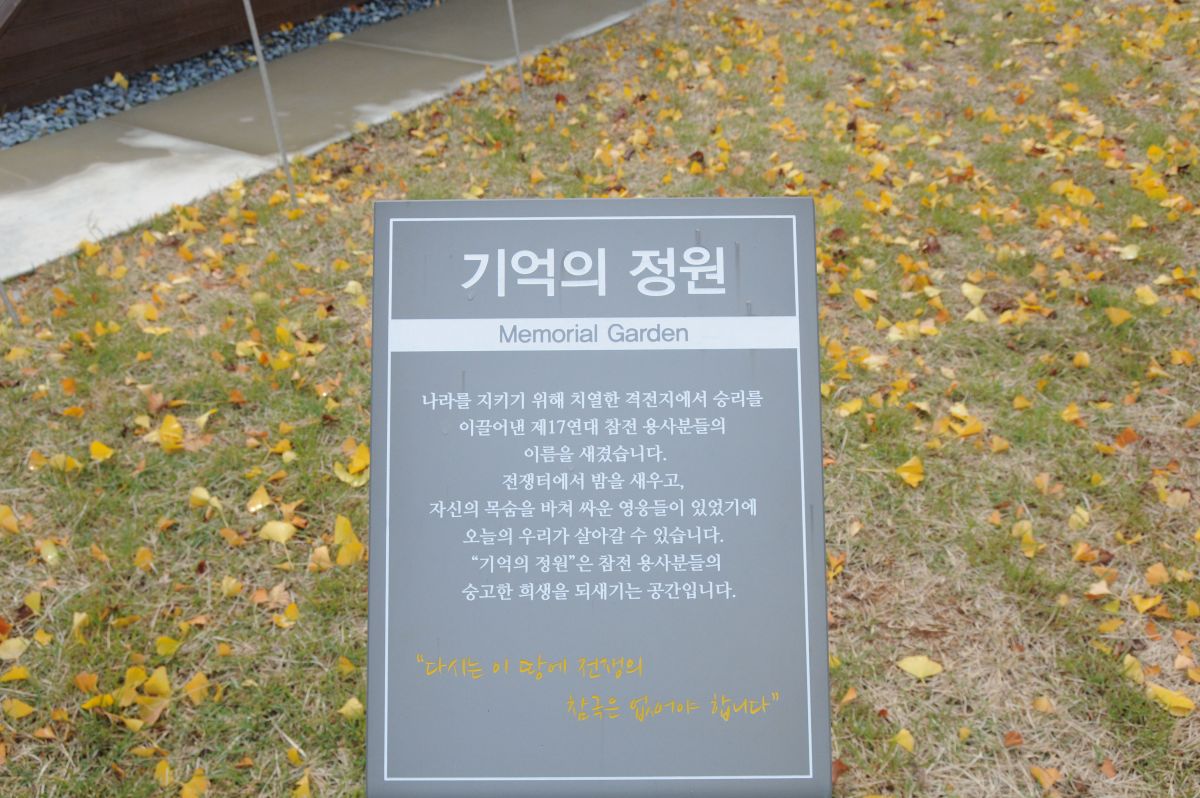 기억의 정원
Memorial Garden
나라를 지키기 위해 치열한 격전지에서 승리를
이끌어낸 제17연대 참전 용사분들의
이름을 새겼습니다.
전쟁터에서 밤을 새우고,
자신의 목숨을 바쳐 싸운 영웅들이 있었기에
오늘의 우리가 살아갈 수 있습니다.
“기억의 정원”은 참전 용사분들의
숭고한 희생을 되새기는 공간입니다.
“다시는 이 땅에 전쟁의
참극은 없어야 합니다”